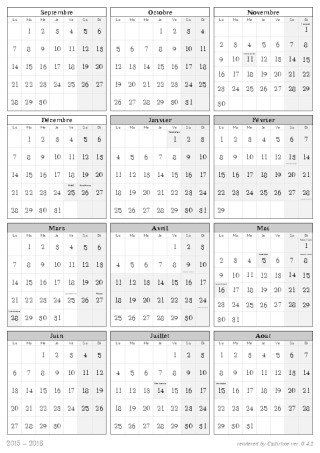 Septembre
Lu Ma Me Je Ve Sa Di
1 2 3 4 5 6
7 8 9 10 11 12 13
14 15 16 17 18 19 20
21 22 23 24 25 26 27
28 29 30
Octobre
Lu Ma Me Je Ve Sa Di
1 2 3 4
5 6 7 8 9 10 11
12 13 14 15 16 17 18
19 20 21 22 23 24 25
26 27 28 29 30 31
Novembre
Lu Ma Me Je Ve Sa Di
1
2 3 4 5 6 7 8
9 10 11 12 13 14 15
16 17 18 19 20 21 22
23 24 25 26 27 28 29
30
Décembre
Lu Ma Me Je Ve Sa Di
1 2 3 4 5 6
7 8 9 10 11 12 13
14 15 16 17 18 19 20
21 22 23 24 25 26 27
28 29 30 31
Janvier
Lu Ma Me Je Ve Sa Di
1 2 3
4 5 6 7 8 9 10
11 12 13 14 15 16 17
18 19 20 21 22 23 24
25 26 27 28 29 30 31
Février
Lu Ma Me Je Ve Sa Di
1 2 3 4 5 6 7
8 9 10 11 12 13 14
15 16 17 18 19 20 21
22 23 24 25 26 27 28
29
Mars
Lu Ma Me Je Ve Sa Di
1 2 3 4 5 6
7 8 9 10 11 12 13
14 15 16 17 18 19 20
21 22 23 24 25 26 27
28 29 30 31
Avril
Lu Ma Me Je Ve Sa Di
1 2 3
4 5 6 7 8 9 10
11 12 13 14 15 16 17
18 19 20 21 22 23 24
25 26 27 28 29 30
Mai
Lu Ma Me Je Ve Sa Di
1
2 3 4 5 6 7 8
9 10 11 12 13 14 15
16 17 18 19 20 21 22
23 24 25 26 27 28 29
30 31
Juin
Lu Ma Me Je Ve Sa Di
1 2 3 4 5
6 7 8 9 10 11 12
13 14 15 16 17 18 19
20 21 22 23 24 25 26
27 28 29 30
Juillet
Lu Ma Me Je Ve Sa Di
1 2 3
4 5 6 7 8 9 10
11 12 13 14 15 16 17
18 19 20 21 22 23 24
25 26 27 28 29 30 31
Aout
Lu Ma Me Je Ve Sa Di
1 2 3 4 5 6 7
8 9 10 11 12 13 14
15 16 17 18 19 20 21
22 23 24 25 26 27 28
29 30 31
2015 – 2016